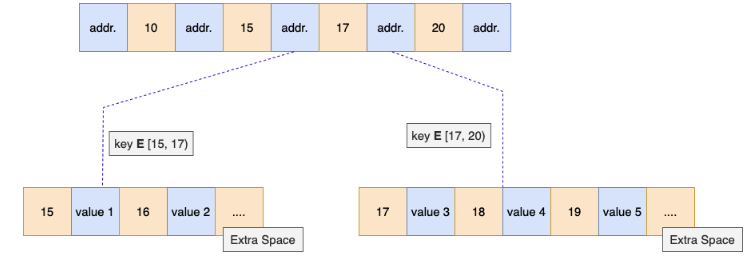 addr. 10 addr. 15 addr. 17 addr. 20 addr.
key E [15, 17)
key E [17, 20)
15 value 1 16 value 2 ....
Extra Space
17 value 3 18 value 4 19 value 5 ....
Extra Space